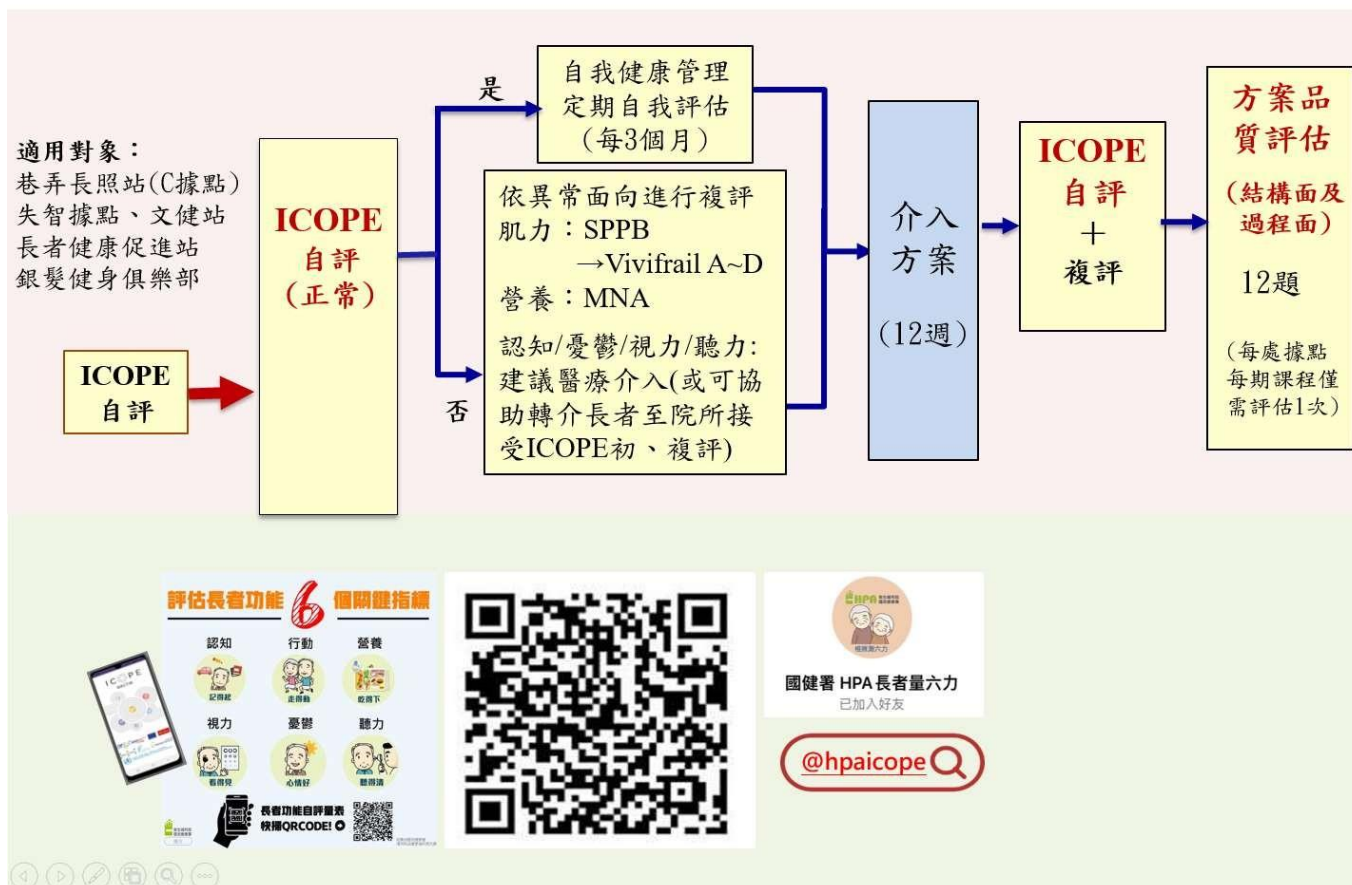 適用對象：
巷弄長照站(C據點)
失智據點、文健站
長者健康促進站
銀髮健身俱樂部
ICOPE
自評
ICOPE
自評
(正常)
是
否
自我健康管理
定期自我評估
(每3個月)
依異常面向進行複評
肌力：SPPB
→Vivifrail A~D
營養：MNA
認知/憂鬱/視力/聽力:
建議醫療介入(或可協
助轉介長者至院所接
受ICOPE初、複評)
介入
方案
(12週)
ICOPE
自評
＋
複評
方案品
質評估
(結構面及
過程面)
12題
(每處據點
每期課程僅
需評估1次)
ICOPE
評估長者功能 6 個關鍵指標
認知 行動 營養
記得起 走得動 吃得下
視力 憂鬱 聽力
看得見 心情好 聽得清
長者功能自評量表
快掃QRCODE!
HPA
國健署 HPA長者量六力
已加入好友
@hpaicope